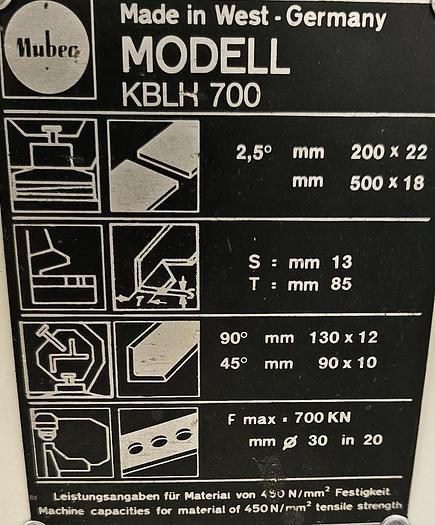 Mubea
Made in West - Germany
MODELL
KBLH 700
2,5° mm 200 x 22
mm 500 x 18
S : mm 13
T : mm 85
T S
90° mm 130 x 12
45° mm 90 x 10
F max = 700 KN
mm ø 30 in 20
Leistungsangaben für Material von 450 N/mm² Festigkeit
Machine capacities for material of 450 N/mm² tensile strength